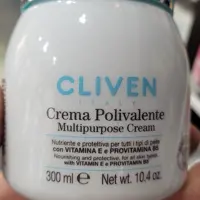 CLIVEN
ITALY
Crema Polivalente
Multipurpose Cream
Nutriente e protettiva per tutti i tipi di pelle
con VITAMINA E e PROVITAMINA B5
Nourishing and protective, for all skin types
with VITAMIN E e PROVITAMIN B5
300 ml ℮ Net wt. 10.4 oz.